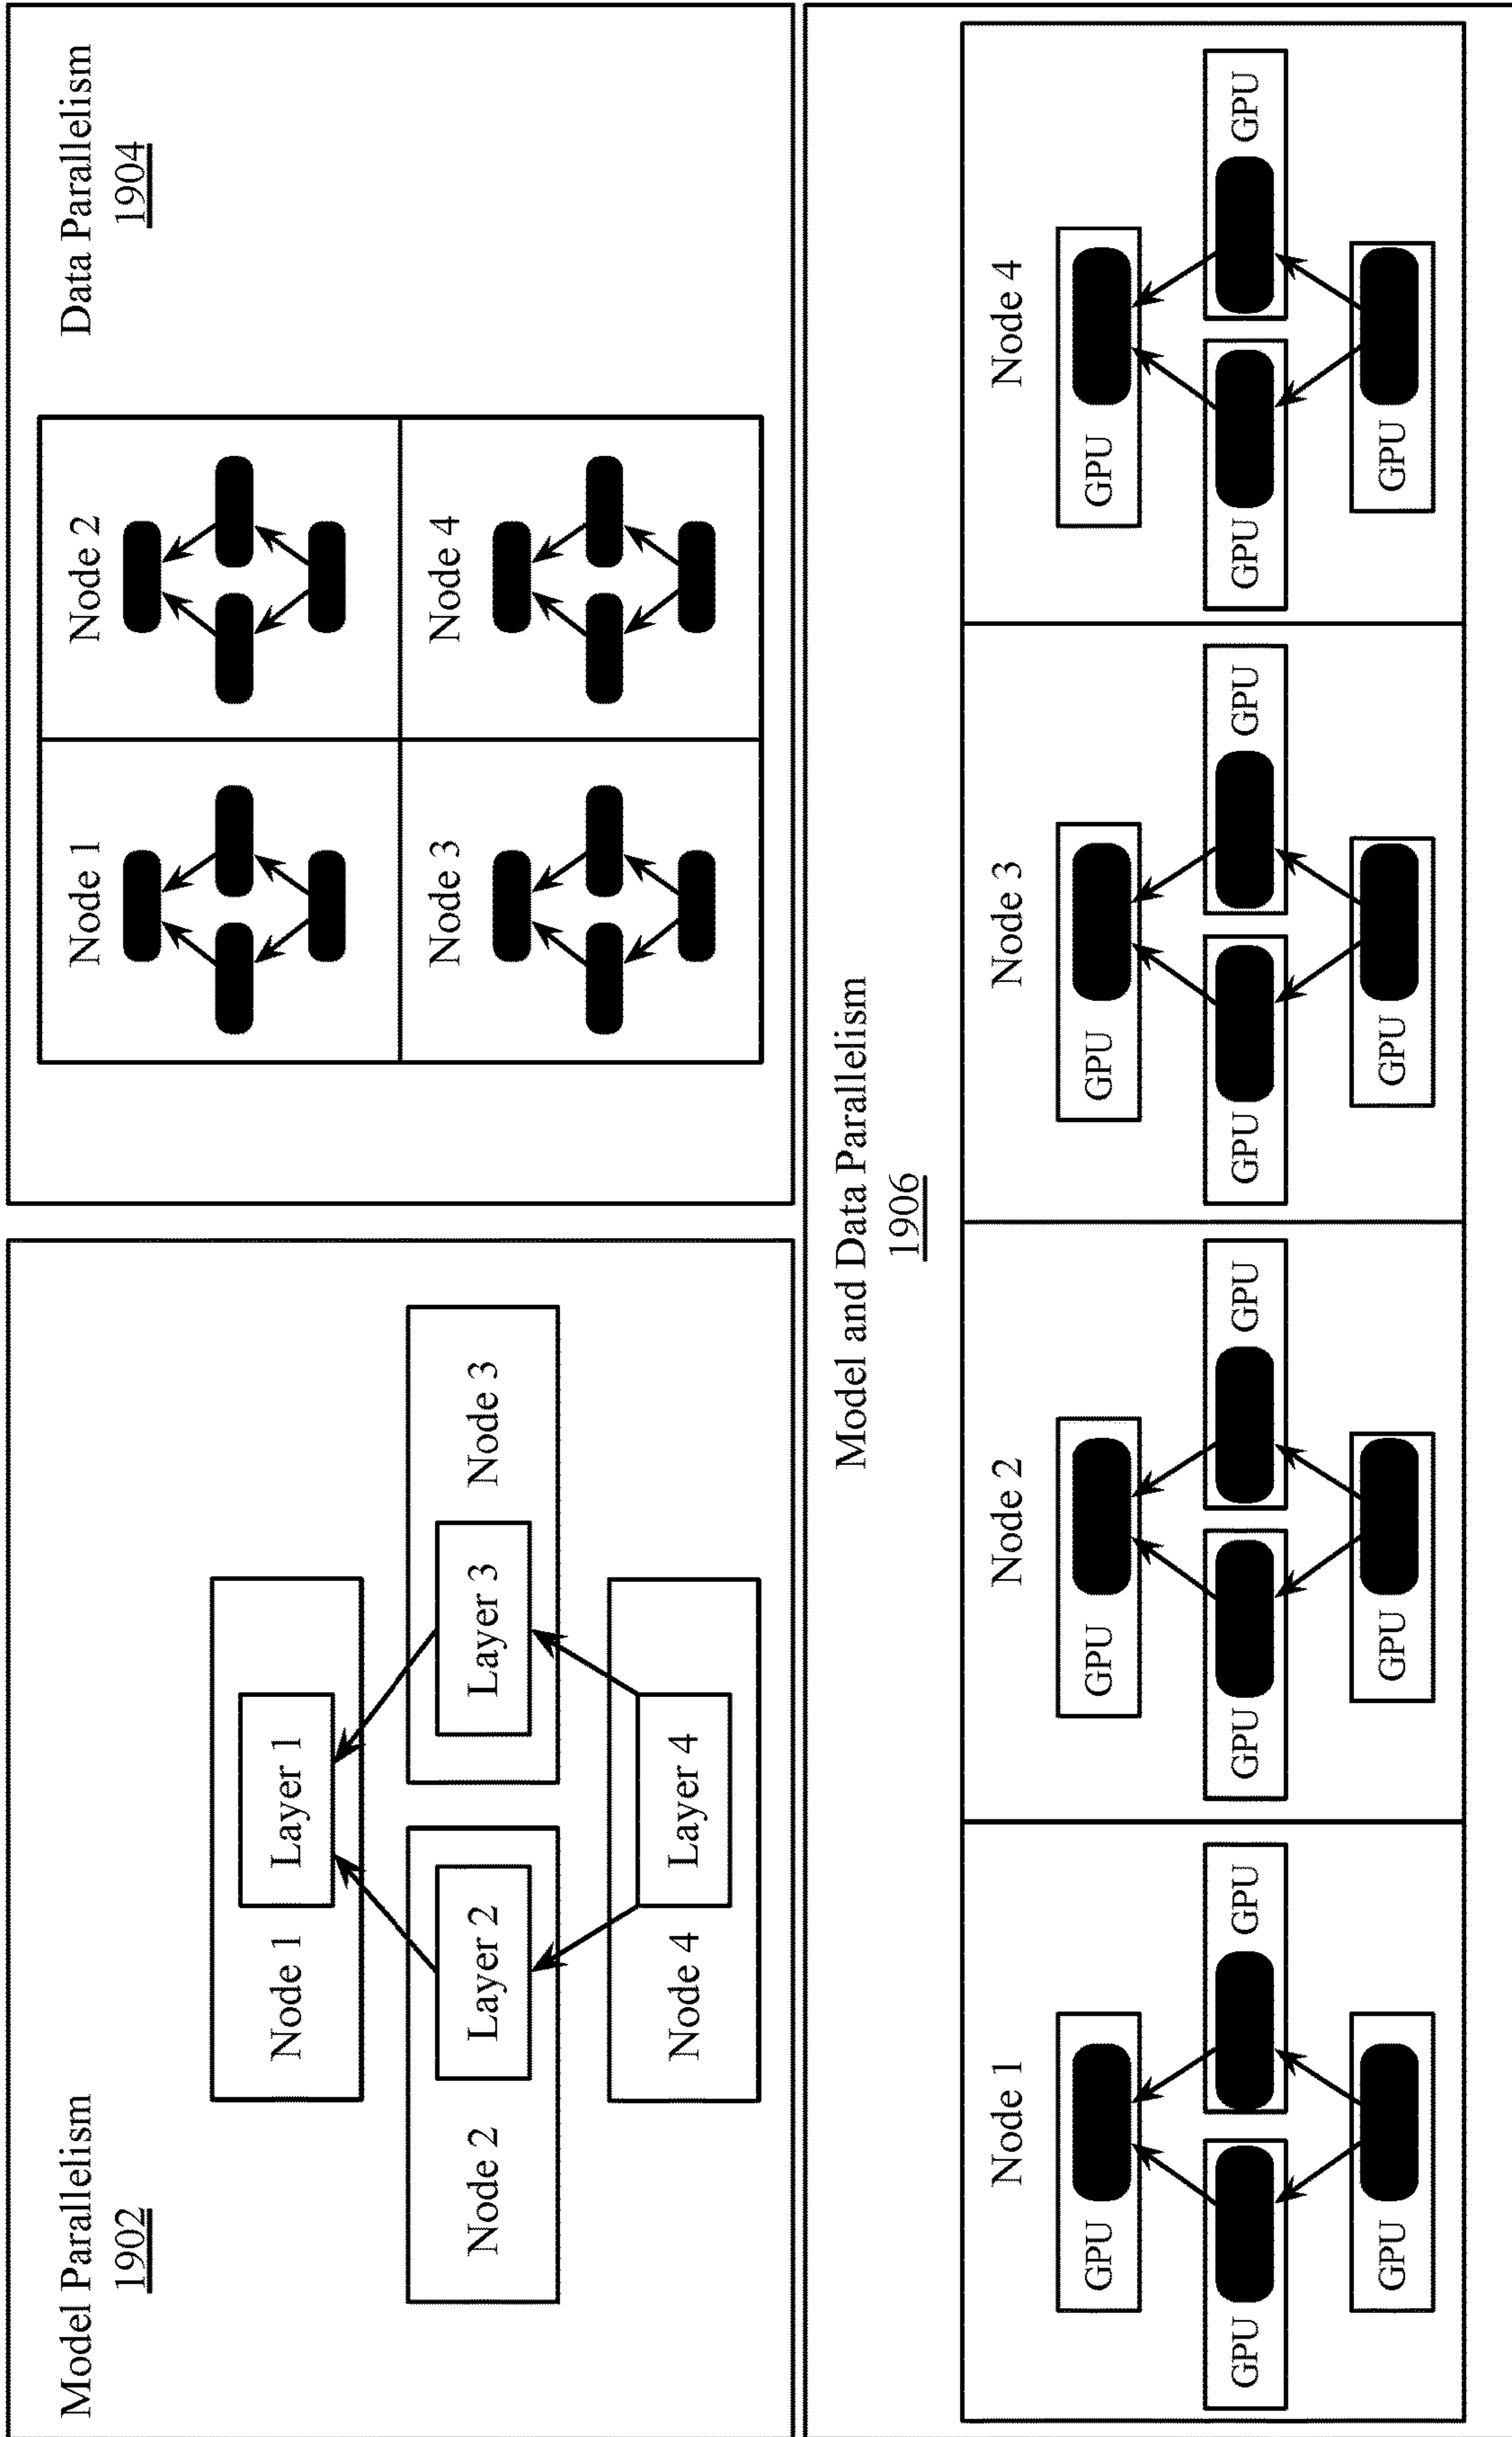 Model Parallelism
1902
Node 1
Layer 1
Node 2
Layer 2
Layer 3
Node 3
Node 4
Layer 4
Data Parallelism
1904
Node 1
Node 2
Node 3
Node 4
Model and Data Parallelism
1906
Node 1
GPU
GPU
GPU
GPU
Node 2
GPU
GPU
GPU
GPU
Node 3
GPU
GPU
GPU
GPU
Node 4
GPU
GPU
GPU
GPU